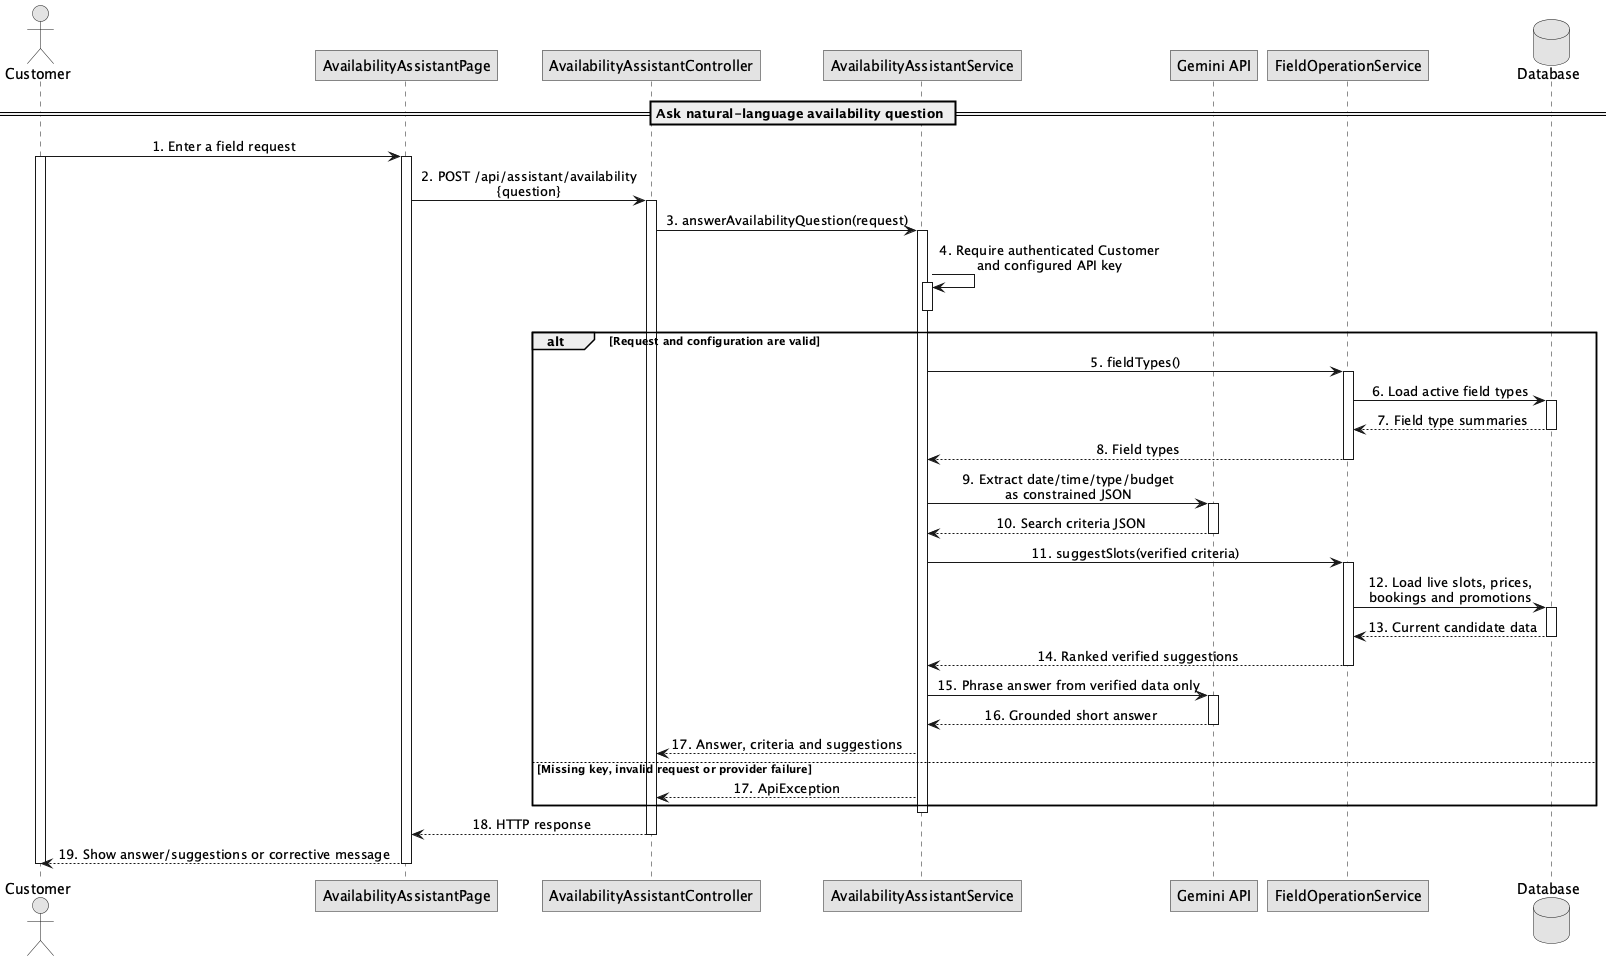 Customer
AvailabilityAssistantPage
AvailabilityAssistantController
AvailabilityAssistantService
Gemini API
FieldOperationService
Database
Ask natural-language availability question
1. Enter a field request
2. POST /api/assistant/availability
{question}
3. answerAvailabilityQuestion(request)
4. Require authenticated Customer
and configured API key
alt
[Request and configuration are valid]
5. fieldTypes()
6. Load active field types
7. Field type summaries
8. Field types
9. Extract date/time/type/budget
as constrained JSON
10. Search criteria JSON
11. suggestSlots(verified criteria)
12. Load live slots, prices,
bookings and promotions
13. Current candidate data
14. Ranked verified suggestions
15. Phrase answer from verified data only
16. Grounded short answer
17. Answer, criteria and suggestions
[Missing key, invalid request or provider failure]
17. ApiException
18. HTTP response
19. Show answer/suggestions or corrective message
Customer
AvailabilityAssistantPage
AvailabilityAssistantController
AvailabilityAssistantService
Gemini API
FieldOperationService
Database